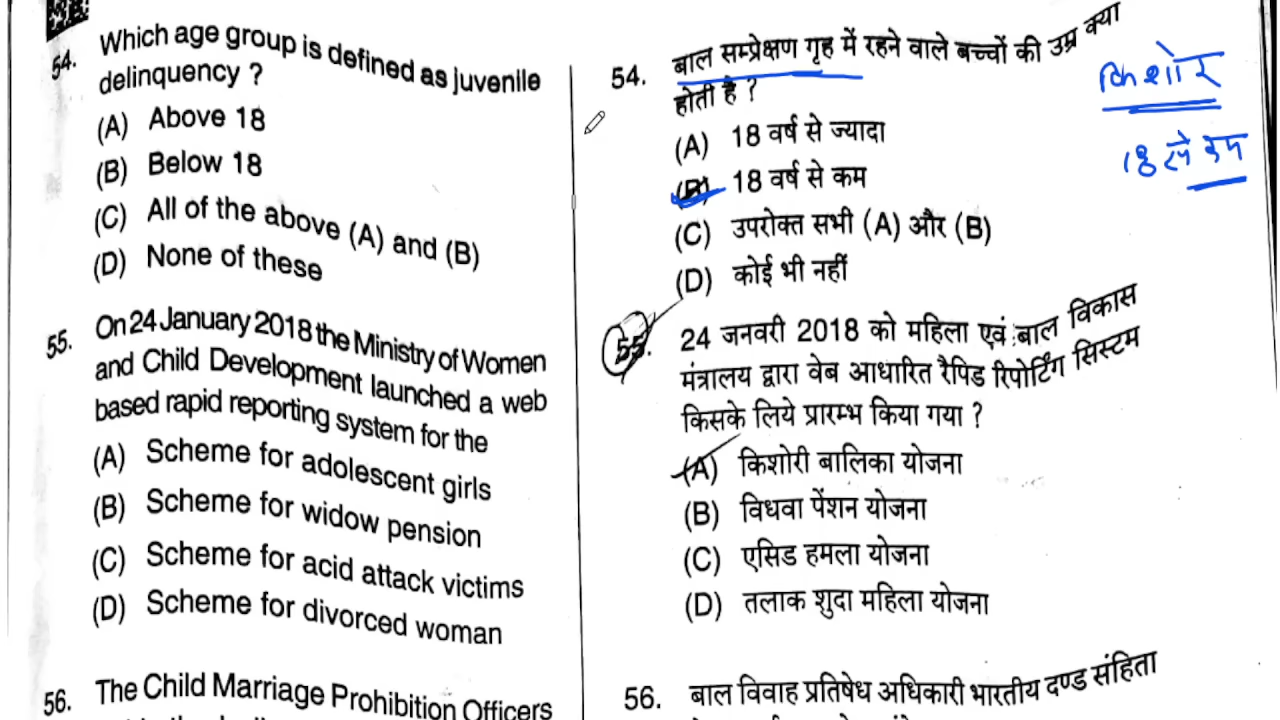 54. Which age group is defined as juvenile
delinquency ?
(A) Above 18
(B) Below 18
(C) All of the above (A) and (B)
(D) None of these
55. On 24 January 2018 the Ministry of Women
and Child Development launched a web
based rapid reporting system for the
(A) Scheme for adolescent girls
(B) Scheme for widow pension
(C) Scheme for acid attack victims
(D) Scheme for divorced woman
56. The Child Marriage Prohibition Officers
54. बाल सम्प्रेक्षण गृह में रहने वाले बच्चों की उम्र क्या
होती है ?
(A) 18 वर्ष से ज्यादा
(B) 18 वर्ष से कम
(C) उपरोक्त सभी (A) और (B)
(D) कोई भी नहीं
55. 24 जनवरी 2018 को महिला एवं बाल विकास
मंत्रालय द्वारा वेब आधारित रैपिड रिपोर्टिंग सिस्टम
किसके लिये प्रारम्भ किया गया ?
(A) किशोरी बालिका योजना
(B) विधवा पेंशन योजना
(C) एसिड हमला योजना
(D) तलाक शुदा महिला योजना
56. बाल विवाह प्रतिषेध अधिकारी भारतीय दण्ड संहिता
किशोर
18 से कम